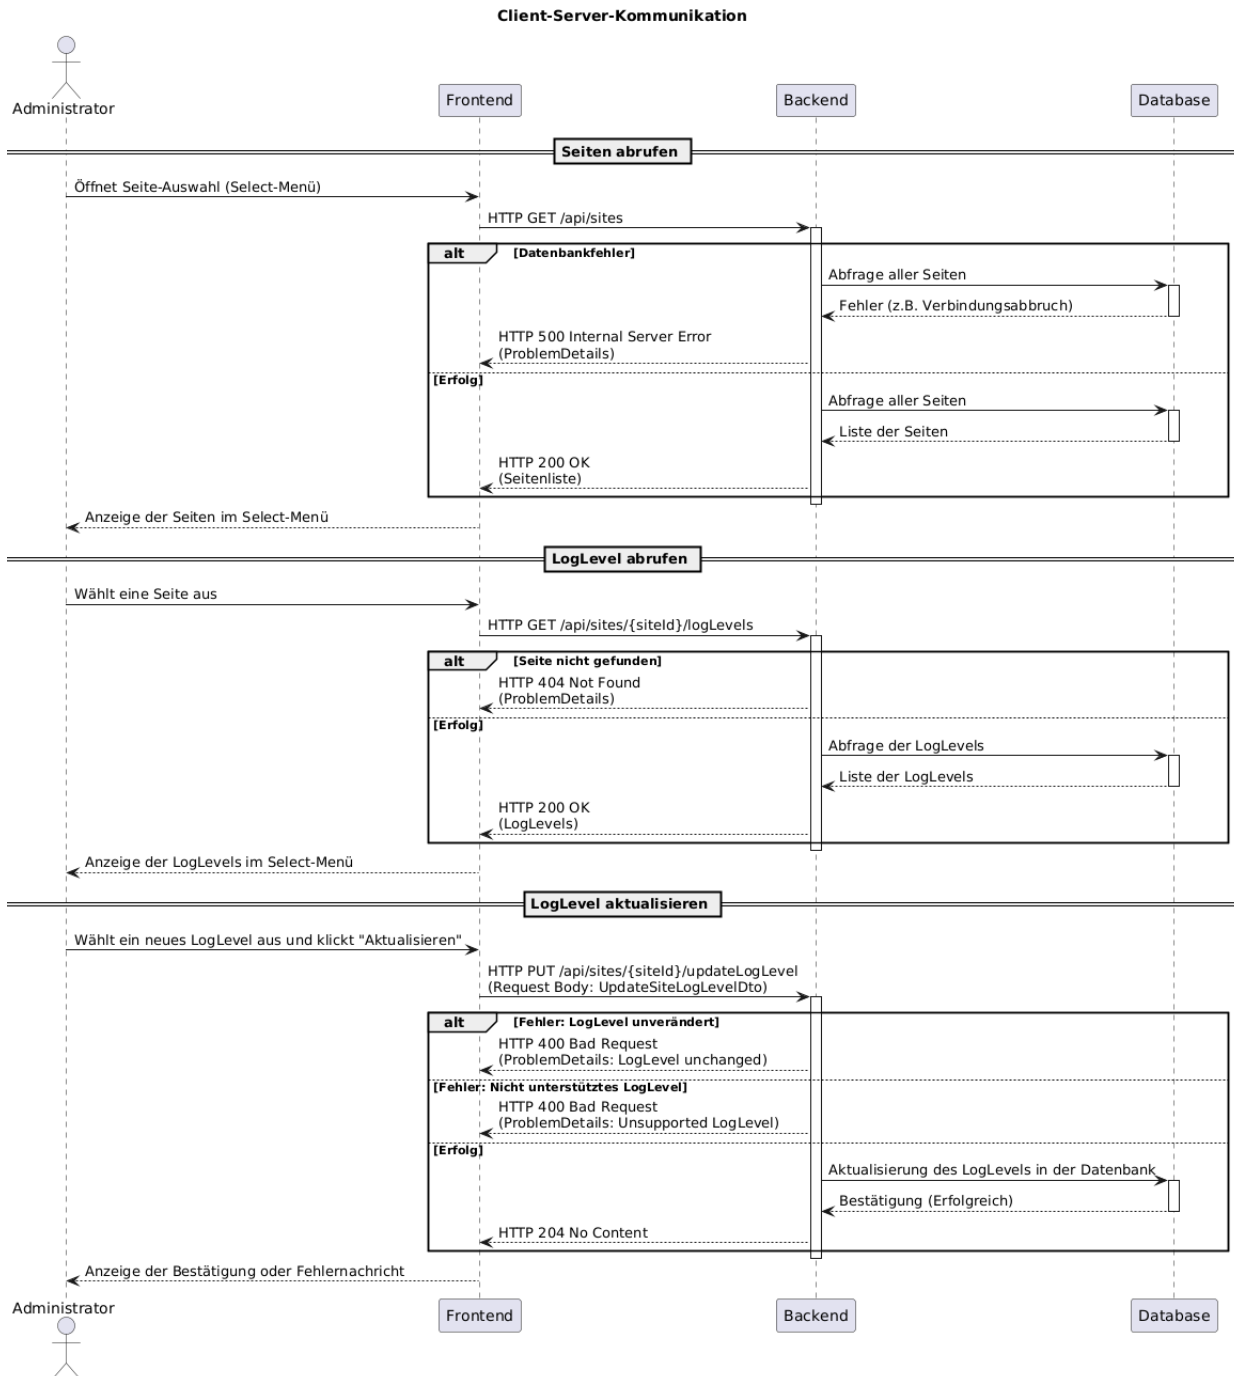 Client-Server-Kommunikation
Administrator
Frontend
Backend
Database
Seiten abrufen
Öffnet Seite-Auswahl (Select-Menü)
HTTP GET /api/sites
alt
[Datenbankfehler]
Abfrage aller Seiten
Fehler (z.B. Verbindungsabbruch)
HTTP 500 Internal Server Error
(ProblemDetails)
[Erfolg]
Abfrage aller Seiten
Liste der Seiten
HTTP 200 OK
(Seitenliste)
Anzeige der Seiten im Select-Menü
LogLevel abrufen
Wählt eine Seite aus
HTTP GET /api/sites/{siteId}/logLevels
alt
[Seite nicht gefunden]
HTTP 404 Not Found
(ProblemDetails)
[Erfolg]
Abfrage der LogLevels
Liste der LogLevels
HTTP 200 OK
(LogLevels)
Anzeige der LogLevels im Select-Menü
LogLevel aktualisieren
Wählt ein neues LogLevel aus und klickt "Aktualisieren"
HTTP PUT /api/sites/{siteId}/updateLogLevel
(Request Body: UpdateSiteLogLevelDto)
alt
[Fehler: LogLevel unverändert]
HTTP 400 Bad Request
(ProblemDetails: LogLevel unchanged)
[Fehler: Nicht unterstütztes LogLevel]
HTTP 400 Bad Request
(ProblemDetails: Unsupported LogLevel)
[Erfolg]
Aktualisierung des LogLevels in der Datenbank
Bestätigung (Erfolgreich)
HTTP 204 No Content
Anzeige der Bestätigung oder Fehlernachricht
Administrator
Frontend
Backend
Database